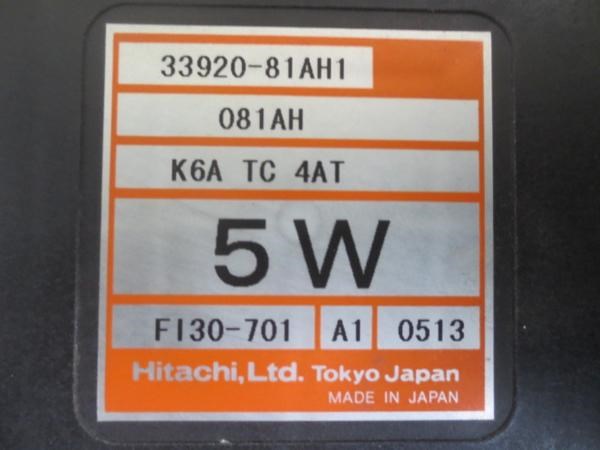 33920-81AH1
081AH
K6A TC 4AT
5W
FI30-701 A1 0513
Hitachi, Ltd. Tokyo Japan
MADE IN JAPAN